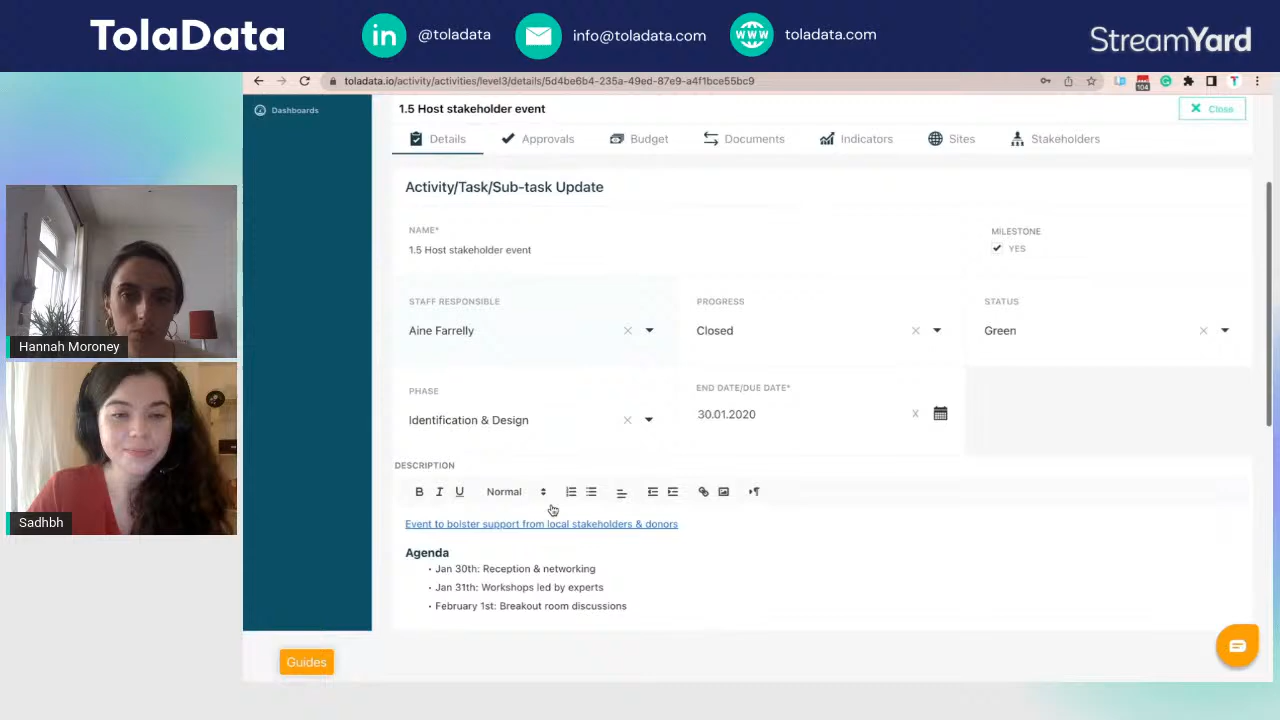 TolaData
in @toladata
info@toladata.com
www toladata.com
StreamYard
toladata.io/activity/activities/level3/details/5d4be6b4-235a-49ed-87e9-a4f1bce55bc9
104
T
Dashboards
1.5 Host stakeholder event
Close
Details Approvals Budget Documents Indicators Sites Stakeholders
Activity/Task/Sub-task Update
NAME*
1.5 Host stakeholder event
MILESTONE
YES
STAFF RESPONSIBLE
Aine Farrelly
PROGRESS
Closed
STATUS
Green
PHASE
Identification & Design
END DATE/DUE DATE*
30.01.2020
DESCRIPTION
B I U Normal
Event to bolster support from local stakeholders & donors
Agenda
• Jan 30th: Reception & networking
• Jan 31th: Workshops led by experts
• February 1st: Breakout room discussions
Guides
Hannah Moroney
Sadhbh